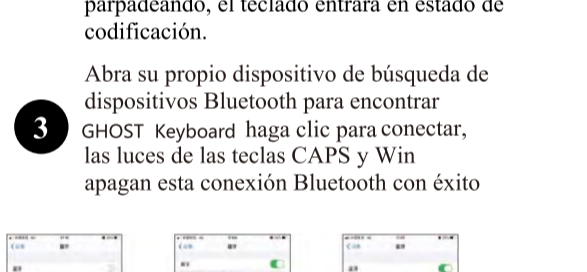 parpadeando, el teclado entrará en estado de
codificación.
Abra su propio dispositivo de búsqueda de
dispositivos Bluetooth para encontrar
3
GHOST Keyboard haga clic para conectar,
las luces de las teclas CAPS y Win
apagan esta conexión Bluetooth con éxito